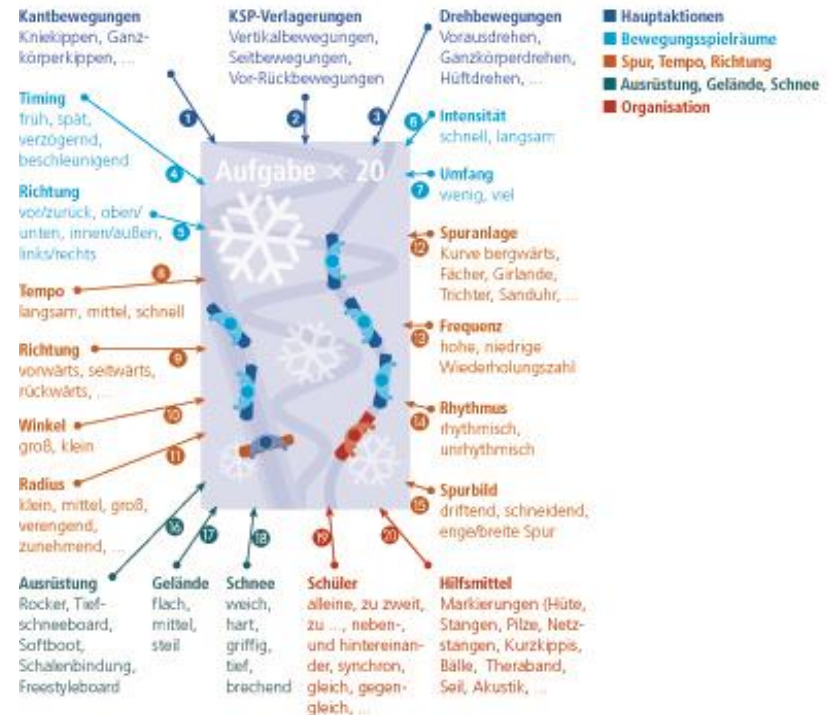 Kantbewegungen
Kniekippen, Ganz-
körperkippen, ...
KSP-Verlagerungen
Vertikalbewegungen,
Seitbewegungen,
Vor-Rückbewegungen
Drehbewegungen
Vorausdrehen,
Ganzkörperdrehen,
Hüftdrehen, ...
Hauptaktionen
Bewegungsspielräume
Spur, Tempo, Richtung
Ausrüstung, Gelände, Schnee
Organisation
1
2
3
Timing
früh, spät,
verzögernd,
beschleunigend
4
6
Intensität
schnell, langsam
Aufgabe × 20
7
Umfang
wenig, viel
Richtung
vor/zurück, oben/
unten, innen/außen,
links/rechts
5
12
Spuranlage
Kurve bergwärts,
Fächer, Girlande,
Trichter, Sanduhr, ...
8
Tempo
langsam, mittel, schnell
13
Frequenz
hohe, niedrige
Wiederholungszahl
9
Richtung
vorwärts, seitwärts,
rückwärts, ...
10
Winkel
groß, klein
14
Rhythmus
rhythmisch,
unrhythmisch
11
Radius
klein, mittel, groß,
verengend,
zunehmend, ...
15
Spurbild
driftend, schneidend,
enge/breite Spur
16
17
18
19
20
Ausrüstung
Rocker, Tief-
schneeboard,
Softboot,
Schalenbindung,
Freestyleboard
Gelände
flach,
mittel,
steil
Schnee
weich,
hart,
griffig,
tief,
brechend
Schüler
alleine, zu zweit,
zu ..., neben-,
und hintereinan-
der, synchron,
gleich, gegen-
gleich, ...
Hilfsmittel
Markierungen (Hüte,
Stangen, Pilze, Netz-
stangen, Kurzkippis,
Bälle, Theraband,
Seil, Akustik, ...